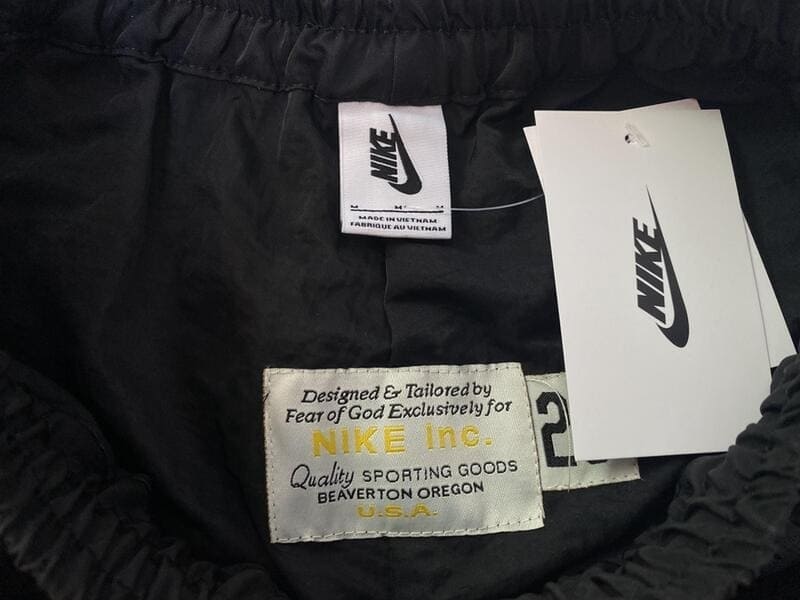 NIKE
M M M
MADE IN VIETNAM
FABRIQUE AU VIETNAM
NIKE
Designed & Tailored by
Fear of God Exclusively for
NIKE inc.
Quality SPORTING GOODS
BEAVERTON OREGON
U.S.A.
2